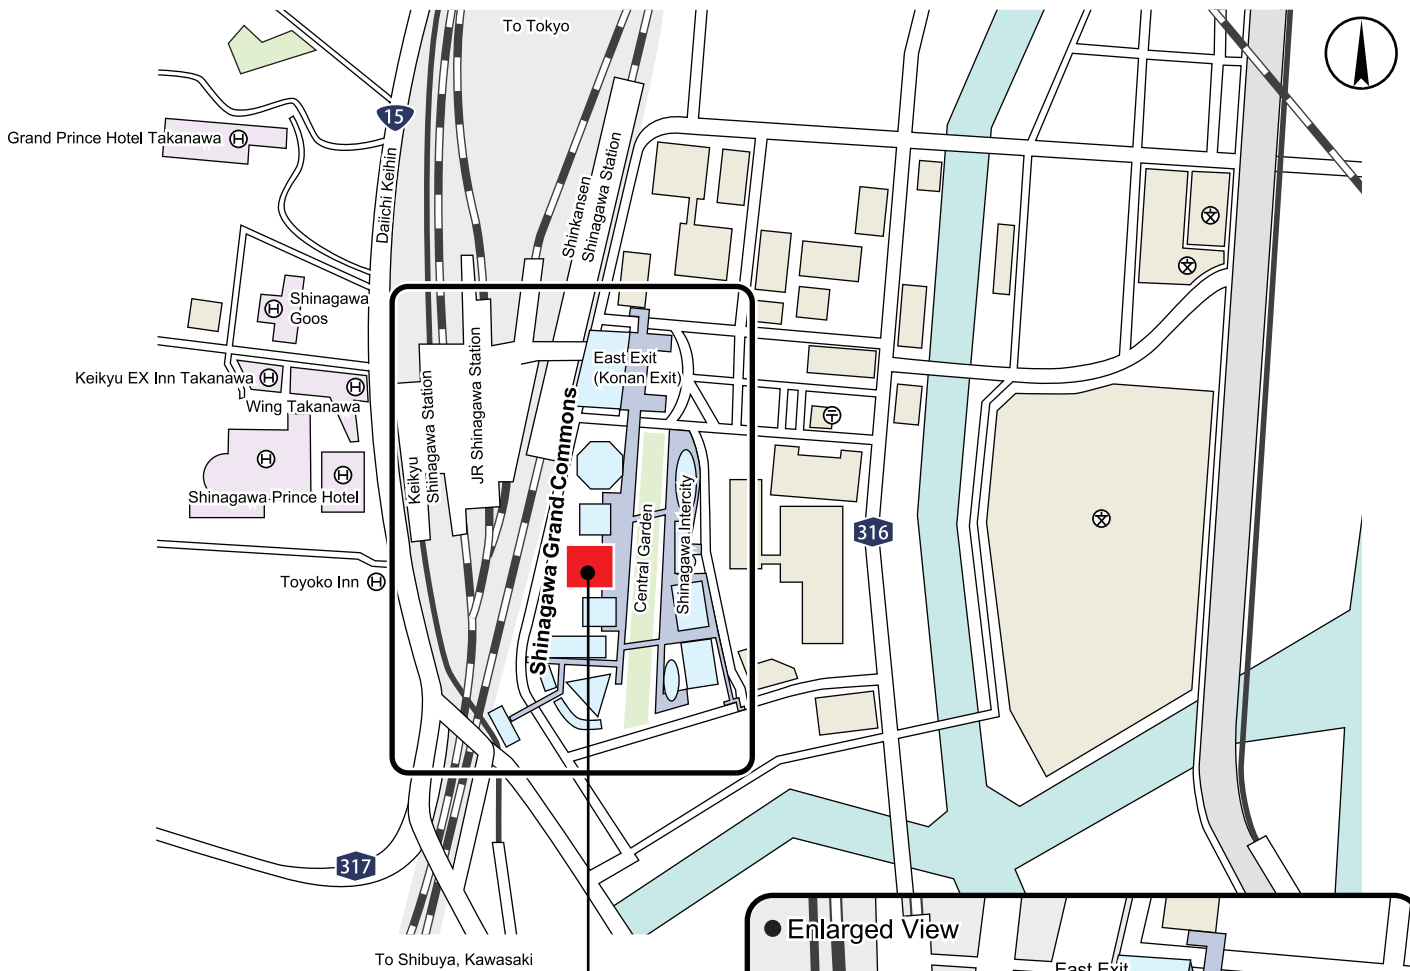 To Tokyo
15
Grand Prince Hotel Takanawa
Daiichi Keihin
Shinkansen
Shinagawa Station
Shinagawa
Goos
East Exit
(Konan Exit)
Keikyu EX Inn Takanawa
Wing Takanawa
Keikyu
Shinagawa Station
JR Shinagawa Station
Shinagawa Grand Commons
Shinagawa Prince Hotel
Central Garden
Shinagawa Intercity
316
Toyoko Inn
317
To Shibuya, Kawasaki
Enlarged View
East Exit